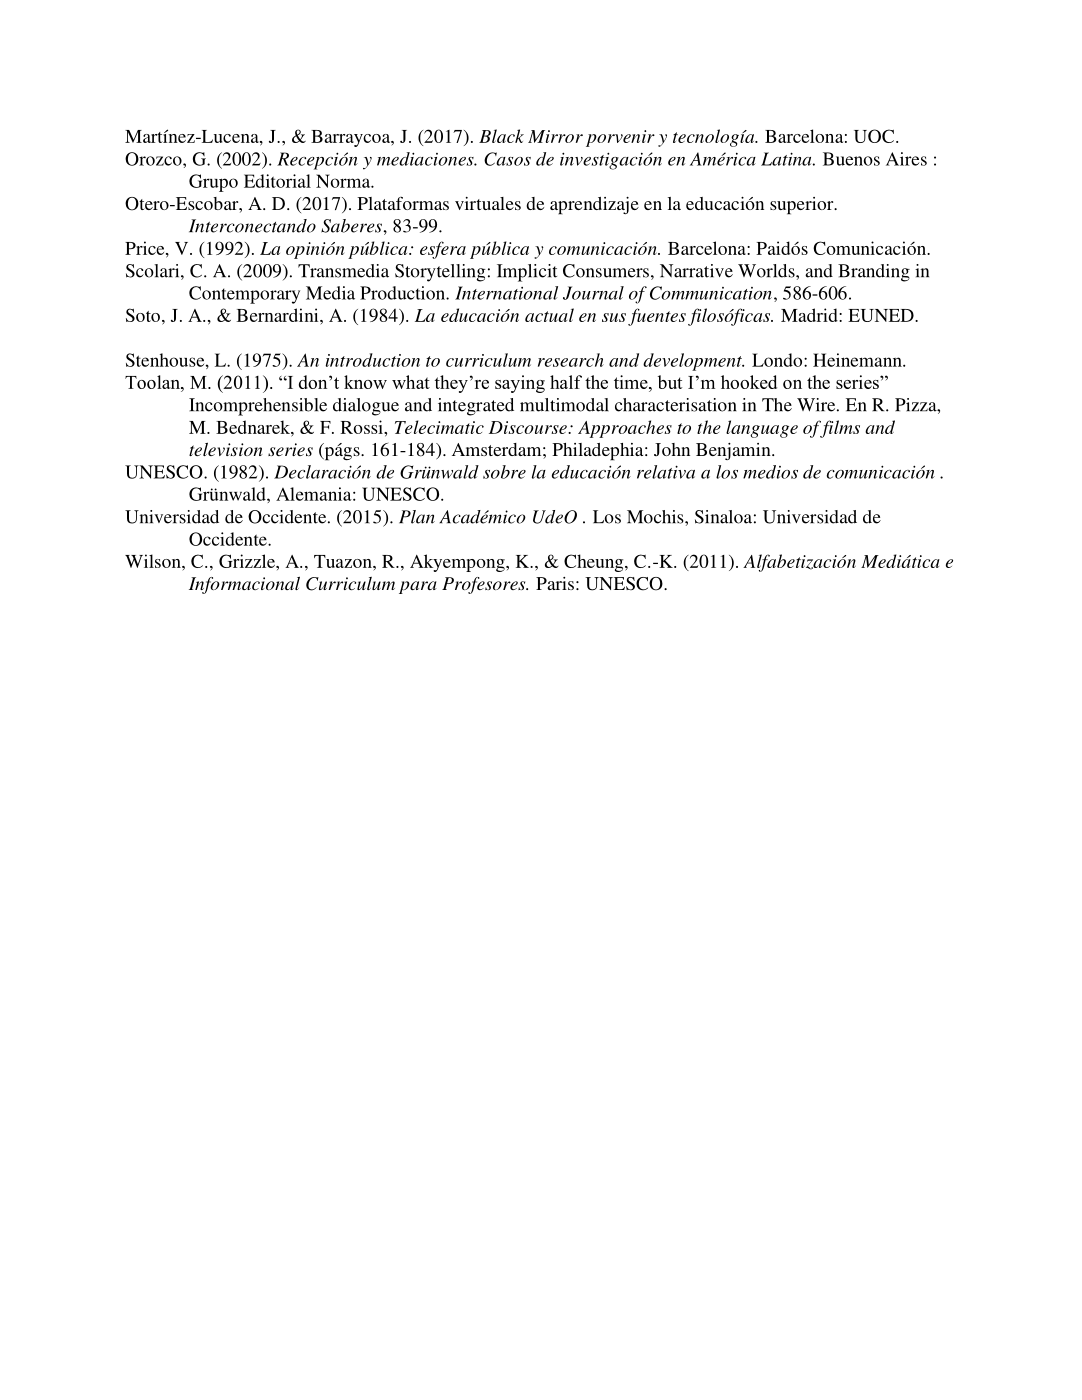 Martínez-Lucena, J., & Barraycoa, J. (2017). Black Mirror porvenir y tecnología. Barcelona: UOC.
Orozco, G. (2002). Recepción y mediaciones. Casos de investigación en América Latina. Buenos Aires :
Grupo Editorial Norma.
Otero-Escobar, A. D. (2017). Plataformas virtuales de aprendizaje en la educación superior.
Interconectando Saberes, 83-99.
Price, V. (1992). La opinión pública: esfera pública y comunicación. Barcelona: Paidós Comunicación.
Scolari, C. A. (2009). Transmedia Storytelling: Implicit Consumers, Narrative Worlds, and Branding in
Contemporary Media Production. International Journal of Communication, 586-606.
Soto, J. A., & Bernardini, A. (1984). La educación actual en sus fuentes filosóficas. Madrid: EUNED.
Stenhouse, L. (1975). An introduction to curriculum research and development. Londo: Heinemann.
Toolan, M. (2011). “I don’t know what they’re saying half the time, but I’m hooked on the series”
Incomprehensible dialogue and integrated multimodal characterisation in The Wire. En R. Pizza,
M. Bednarek, & F. Rossi, Telecimatic Discourse: Approaches to the language of films and
television series (págs. 161-184). Amsterdam; Philadephia: John Benjamin.
UNESCO. (1982). Declaración de Grünwald sobre la educación relativa a los medios de comunicación .
Grünwald, Alemania: UNESCO.
Universidad de Occidente. (2015). Plan Académico UdeO . Los Mochis, Sinaloa: Universidad de
Occidente.
Wilson, C., Grizzle, A., Tuazon, R., Akyempong, K., & Cheung, C.-K. (2011). Alfabetización Mediática e
Informacional Curriculum para Profesores. Paris: UNESCO.